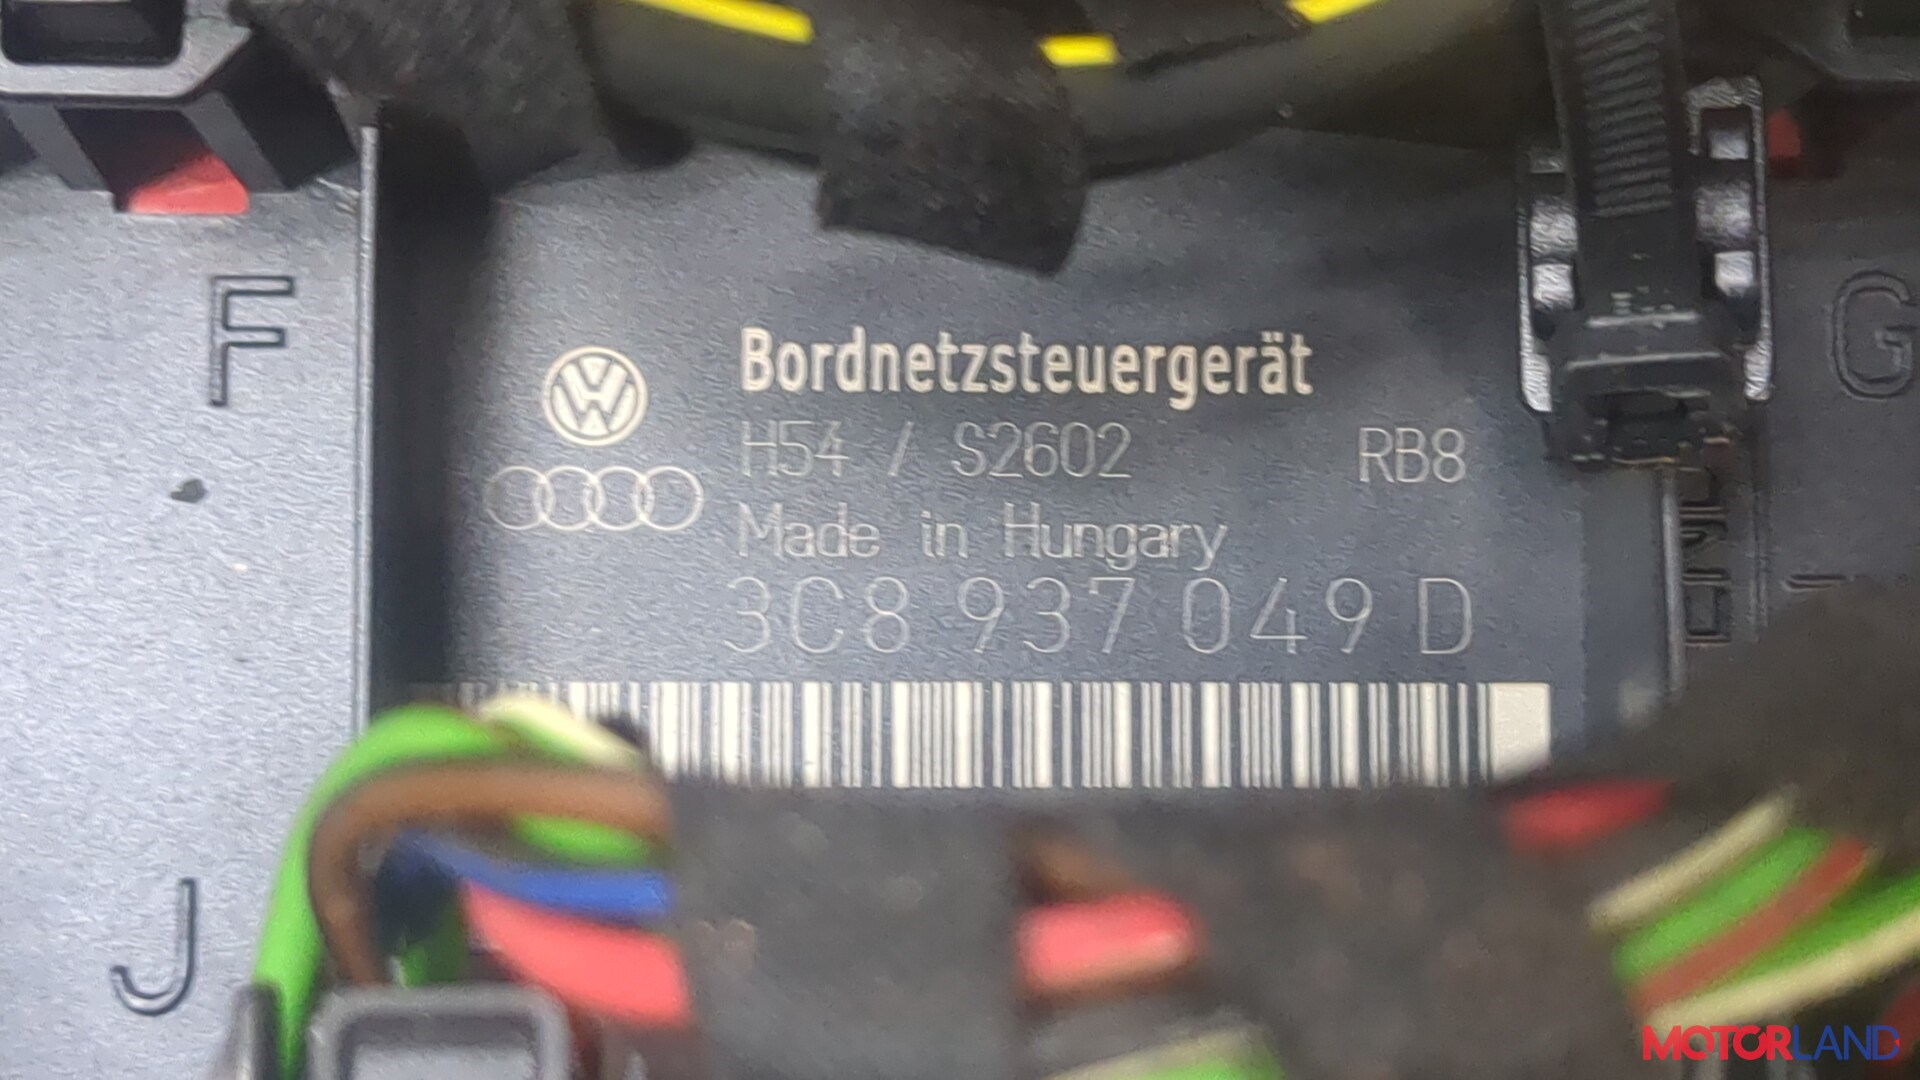 F
G
Bordnetzsteuergerät
H54 / S2602 RB8
Made in Hungary
3C8 937 049 D
J
MOTORLAND